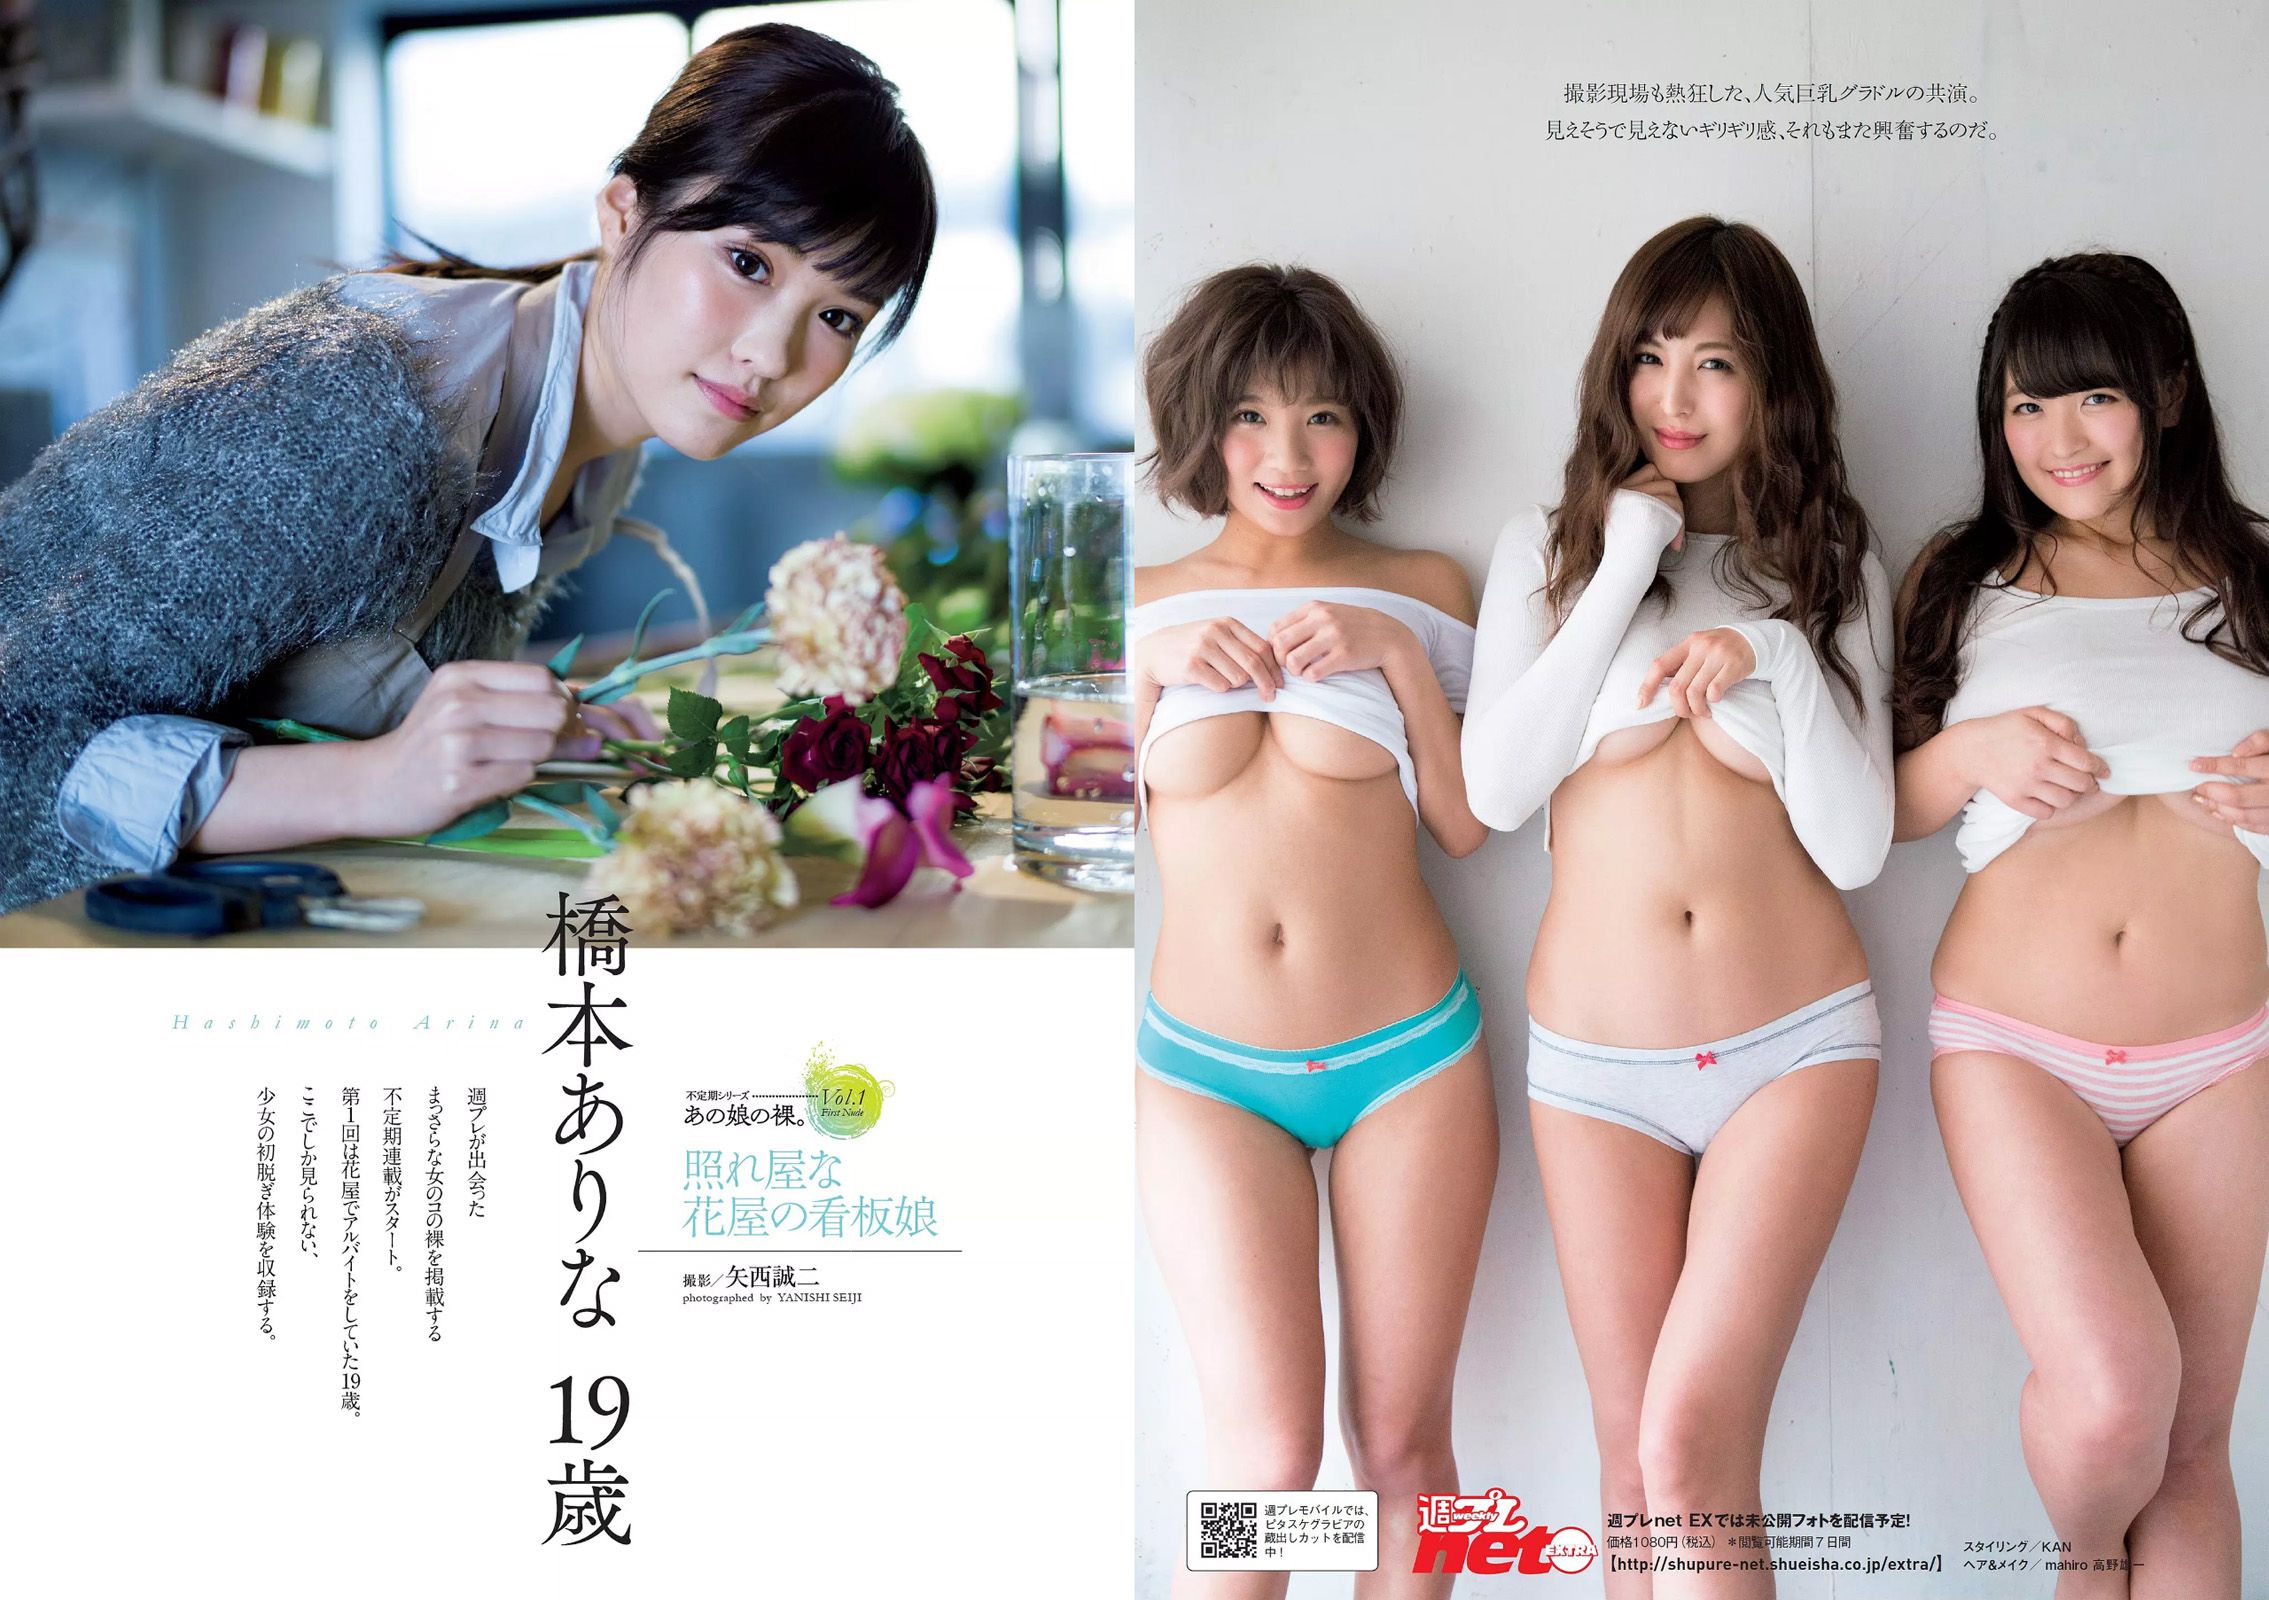 橋本ありな 19歳
Hashimoto Arina
週プレが出会った
まっさらな女のコの裸を掲載する
不定期連載がスタート。
第1回は花屋でアルバイトをしていた19歳。
ここでしか見られない、
少女の初脱ぎ体験を収録する。
不定期シリーズ
あの娘の裸。
Vol.1
First Nude
照れ屋な
花屋の看板娘
撮影／矢西誠二
photographed by YANISHI SEIJI
撮影現場も熱狂した、人気巨乳グラドルの共演。
見えそうで見えないギリギリ感、それもまた興奮するのだ。
週プレモバイルでは、
ピタスケグラビアの
蔵出しカットを配信
中！
週プレ
weekly
net EXTRA
週プレnet EXでは未公開フォトを配信予定!
価格1080円（税込） ＊閲覧可能期間7日間
【http://shupure-net.shueisha.co.jp/extra/】
スタイリング／KAN
ヘア&メイク／mahiro 高野雄一